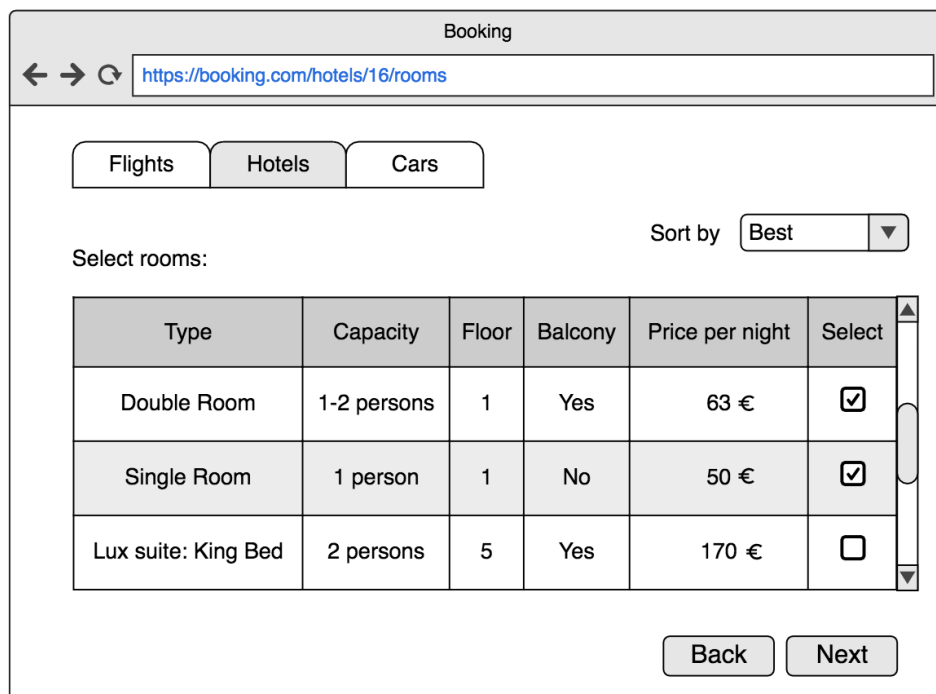 Booking
https://booking.com/hotels/16/rooms
Flights Hotels Cars
Sort by Best
Select rooms:
Type Capacity Floor Balcony Price per night Select
Double Room 1-2 persons 1 Yes 63 €
Single Room 1 person 1 No 50 €
Lux suite: King Bed 2 persons 5 Yes 170 €
Back Next